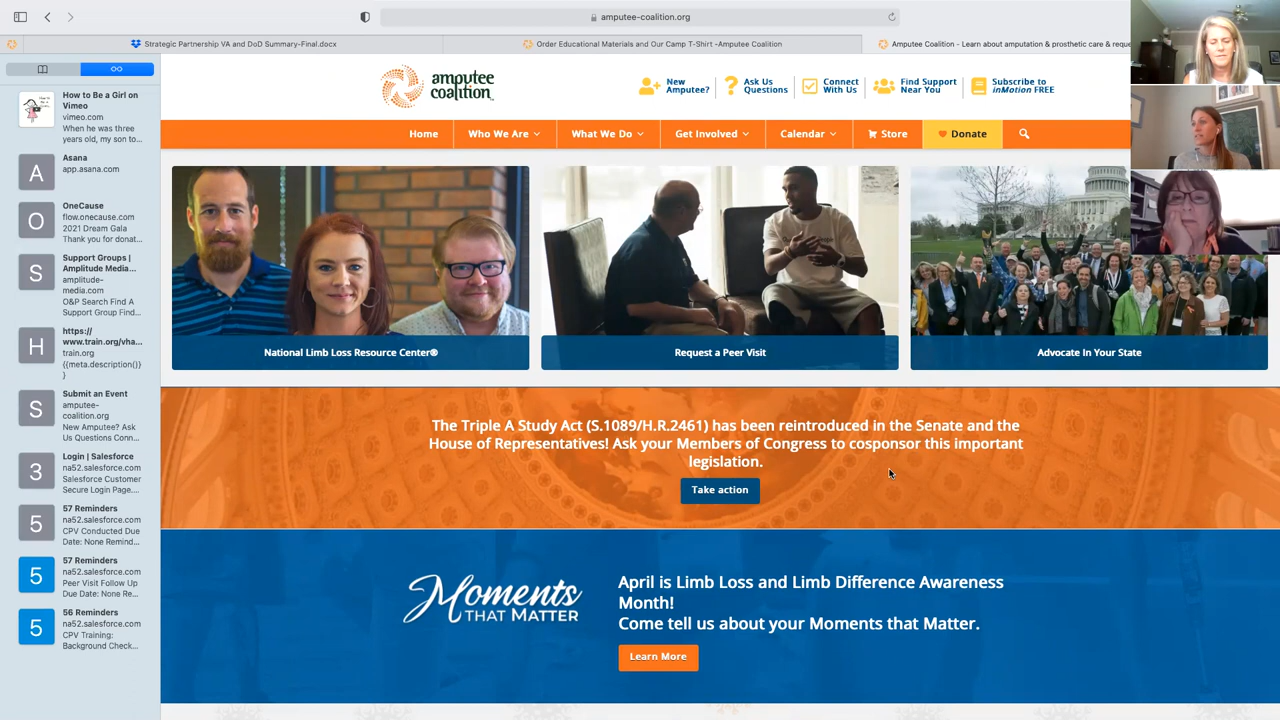 amputee-coalition.org
Strategic Partnership VA and DoD Summary-Final.docx
Order Educational Materials and Our Camp T-Shirt -Amputee Coalition
Amputee Coalition - Learn about amputation & prosthetic care & reque
How to Be a Girl on
Vimeo
vimeo.com
When he was three
years old, my son to...
A
Asana
app.asana.com
O
OneCause
flow.onecause.com
2021 Dream Gala
Thank you for donat...
S
Support Groups |
Amplitude Media...
amplitude-
media.com
O&P Search Find A
Support Group Find...
H
https://
www.train.org/vha...
train.org
{{meta.description()}
}
S
Submit an Event
amputee-
coalition.org
New Amputee? Ask
Us Questions Conn...
3
Login | Salesforce
na52.salesforce.com
Salesforce Customer
Secure Login Page....
5
57 Reminders
na52.salesforce.com
CPV Conducted Due
Date: None Remind...
5
57 Reminders
na52.salesforce.com
Peer Visit Follow Up
Due Date: None Re...
5
56 Reminders
na52.salesforce.com
CPV Training:
Background Check...
amputee
coalition
New
Amputee?
Ask Us
Questions
Connect
With Us
Find Support
Near You
Subscribe to
inMotion FREE
Home
Who We Are
What We Do
Get Involved
Calendar
Store
Donate
National Limb Loss Resource Center®
Request a Peer Visit
Advocate In Your State
The Triple A Study Act (S.1089/H.R.2461) has been reintroduced in the Senate and the
House of Representatives! Ask your Members of Congress to cosponsor this important
legislation.
Take action
Moments
THAT MATTER
April is Limb Loss and Limb Difference Awareness
Month!
Come tell us about your Moments that Matter.
Learn More